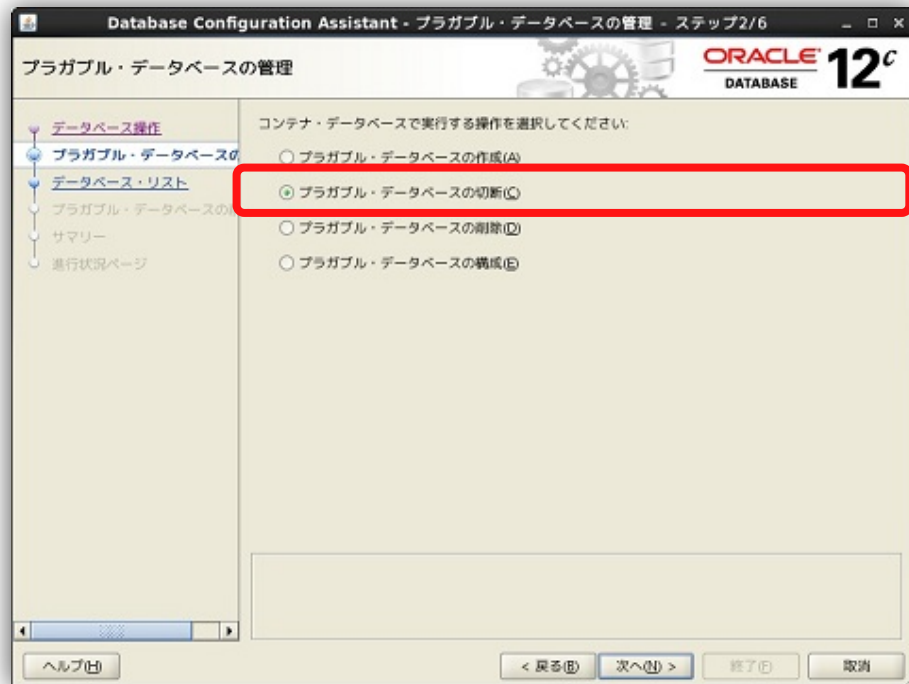 Database Configuration Assistant - プラガブル・データベースの管理 - ステップ2/6
プラガブル・データベースの管理
ORACLE
DATABASE
12c
データベース操作
プラガブル・データベースの
データベース・リスト
プラガブル・データベースの
サマリー
進行状況ページ
コンテナ・データベースで実行する操作を選択してください:
プラガブル・データベースの作成(A)
プラガブル・データベースの切断(C)
プラガブル・データベースの削除(D)
プラガブル・データベースの構成(E)
ヘルプ(H)
< 戻る(B)
次へ(N) >
終了(F)
取消